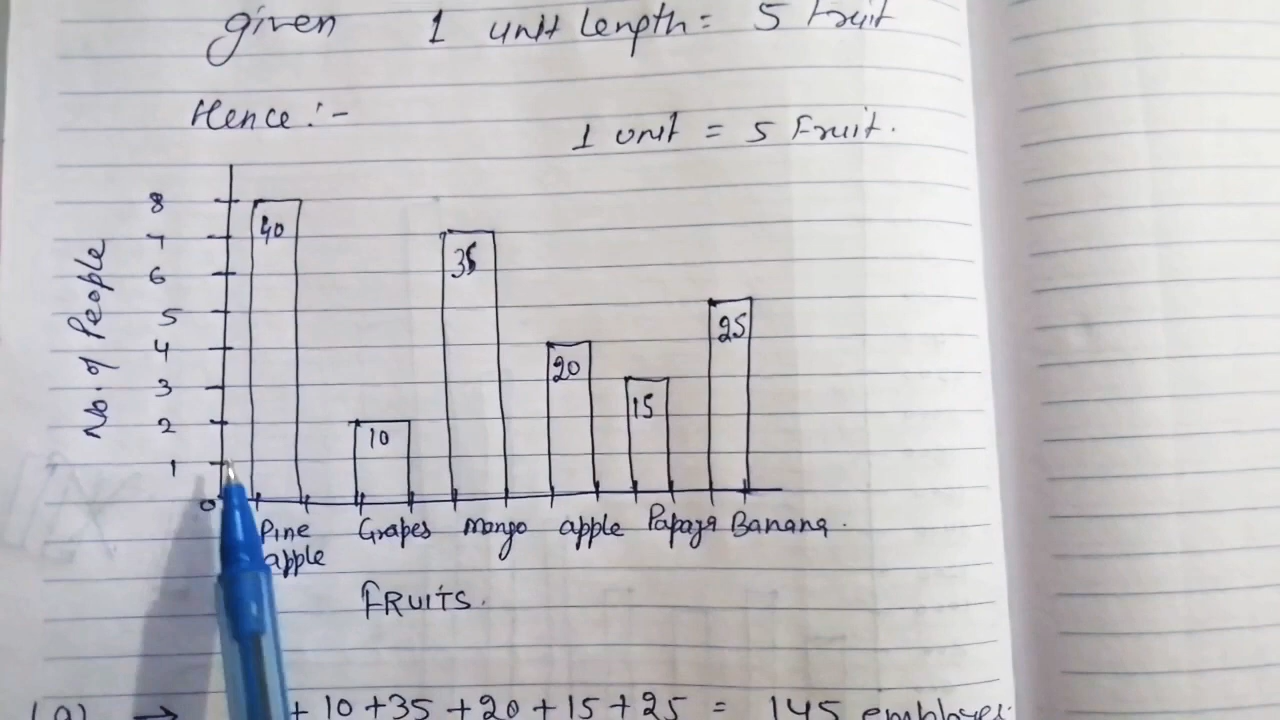 given 1 unit length = 5 fruit
Hence :-
1 unit = 5 Fruit.
8
7
6
5
4
3
2
1
0
No. of People
40
10
35
20
15
25
Pine apple
Grapes
Mango
apple
Papaya
Banana.
FRUITS.
(a) → + 10 + 35 + 20 + 15 + 25 = 145 employes.